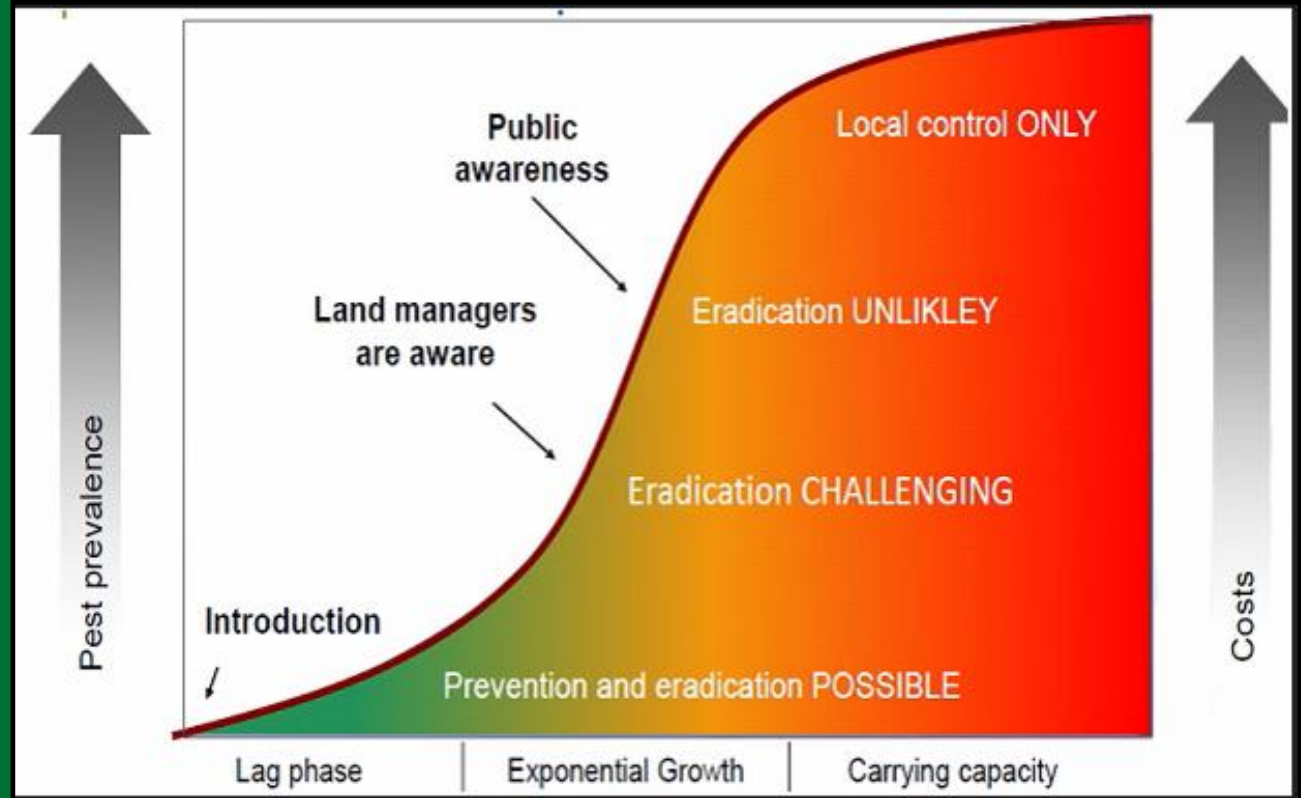 Pest prevalence
Public
awareness
Land managers
are aware
Introduction
Local control ONLY
Eradication UNLIKLEY
Eradication CHALLENGING
Prevention and eradication POSSIBLE
Costs
Lag phase
Exponential Growth
Carrying capacity